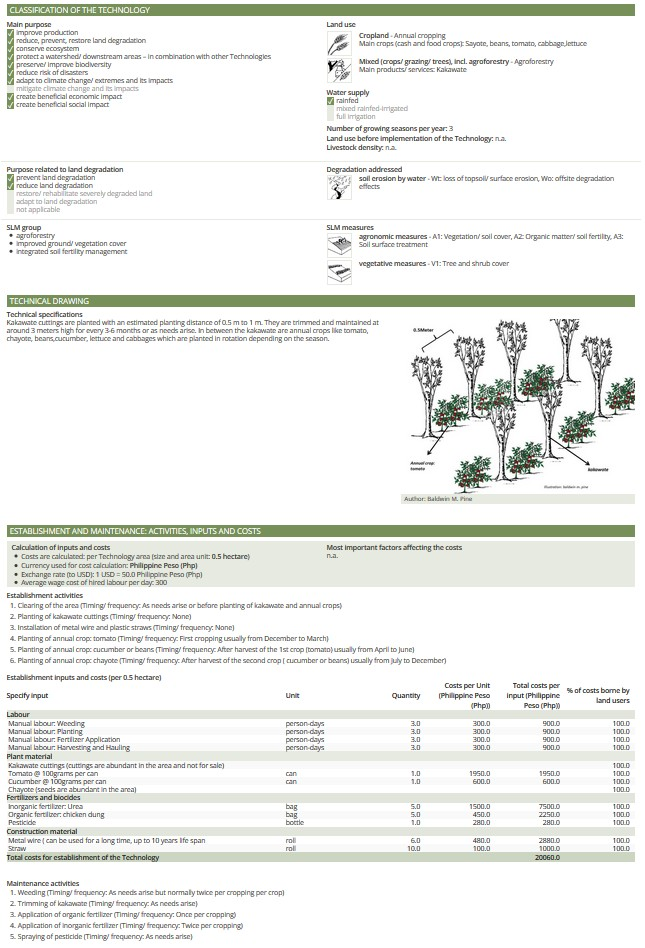 CLASSIFICATION OF THE TECHNOLOGY
Main purpose
improve production
reduce, prevent, restore land degradation
conserve ecosystem
protect a watershed/ downstream areas – in combination with other Technologies
preserve/ improve biodiversity
reduce risk of disasters
adapt to climate change/ extremes and its impacts
mitigate climate change and its impacts
create beneficial economic impact
create beneficial social impact
Land use
Cropland - Annual cropping
Main crops (cash and food crops): Sayote, beans, tomato, cabbage,lettuce
Mixed (crops/ grazing/ trees), incl. agroforestry - Agroforestry
Main products/ services: Kakawate
Water supply
rainfed
mixed rainfed-irrigated
full irrigation
Number of growing seasons per year: 3
Land use before implementation of the Technology: n.a.
Livestock density: n.a.
Purpose related to land degradation
prevent land degradation
reduce land degradation
restore/ rehabilitate severely degraded land
adapt to land degradation
not applicable
Degradation addressed
soil erosion by water - Wt: loss of topsoil/ surface erosion, Wo: offsite degradation
effects
SLM group
agroforestry
improved ground/ vegetation cover
integrated soil fertility management
SLM measures
agronomic measures - A1: Vegetation/ soil cover, A2: Organic matter/ soil fertility, A3:
Soil surface treatment
vegetative measures - V1: Tree and shrub cover
TECHNICAL DRAWING
Technical specifications
Kakawate cuttings are planted with an estimated planting distance of 0.5 m to 1 m. They are trimmed and maintained at
around 3 meters high for every 3-6 months or as needs arise. In between the kakawate are annual crops like tomato,
chayote, beans,cucumber, lettuce and cabbages which are planted in rotation depending on the season.
0.5Meter
Annual crop:
tomato
kakawate
Illustration: baldwin m. pine
Author: Baldwin M. Pine
ESTABLISHMENT AND MAINTENANCE: ACTIVITIES, INPUTS AND COSTS
Calculation of inputs and costs
Costs are calculated: per Technology area (size and area unit: 0.5 hectare)
Currency used for cost calculation: Philippine Peso (Php)
Exchange rate (to USD): 1 USD = 50.0 Philippine Peso (Php)
Average wage cost of hired labour per day: 300
Most important factors affecting the costs
n.a.
Establishment activities
1. Clearing of the area (Timing/ frequency: As needs arise or before planting of kakawate and annual crops)
2. Planting of kakawate cuttings (Timing/ frequency: None)
3. Installation of metal wire and plastic straws (Timing/ frequency: None)
4. Planting of annual crop: tomato (Timing/ frequency: First cropping usually from December to March)
5. Planting of annual crop: cucumber or beans (Timing/ frequency: After harvest of the 1st crop (tomato) usually from April to June)
6. Planting of annual crop: chayote (Timing/ frequency: After harvest of the second crop ( cucumber or beans) usually from July to December)
Establishment inputs and costs (per 0.5 hectare)
Specify input Unit Quantity Costs per Unit (Philippine Peso (Php)) Total costs per input (Philippine Peso (Php)) % of costs borne by land users
Labour
Manual labour: Weeding person-days 3.0 300.0 900.0 100.0
Manual labour: Planting person-days 3.0 300.0 900.0 100.0
Manual labour: Fertilizer Application person-days 3.0 300.0 900.0 100.0
Manual labour: Harvesting and Hauling person-days 3.0 300.0 900.0 100.0
Plant material
Kakawate cuttings (cuttings are abundant in the area and not for sale) 100.0
Tomato @ 100grams per can can 1.0 1950.0 1950.0 100.0
Cucumber @ 100grams per can can 1.0 600.0 600.0 100.0
Chayote (seeds are abundant in the area) 100.0
Fertilizers and biocides
Inorganic fertilizer: Urea bag 5.0 1500.0 7500.0 100.0
Organic fertilizer: chicken dung bag 5.0 450.0 2250.0 100.0
Pesticide bottle 1.0 280.0 280.0 100.0
Construction material
Metal wire ( can be used for a long time, up to 10 years life span roll 6.0 480.0 2880.0 100.0
Straw roll 10.0 100.0 1000.0 100.0
Total costs for establishment of the Technology 20060.0
Maintenance activities
1. Weeding (Timing/ frequency: As needs arise but normally twice per cropping per crop)
2. Trimming of kakawate (Timing/ frequency: As needs arise)
3. Application of organic fertilizer (Timing/ frequency: Once per cropping)
4. Application of inorganic fertilizer (Timing/ frequency: Twice per cropping)
5. Spraying of pesticide (Timing/ frequency: As needs arise)